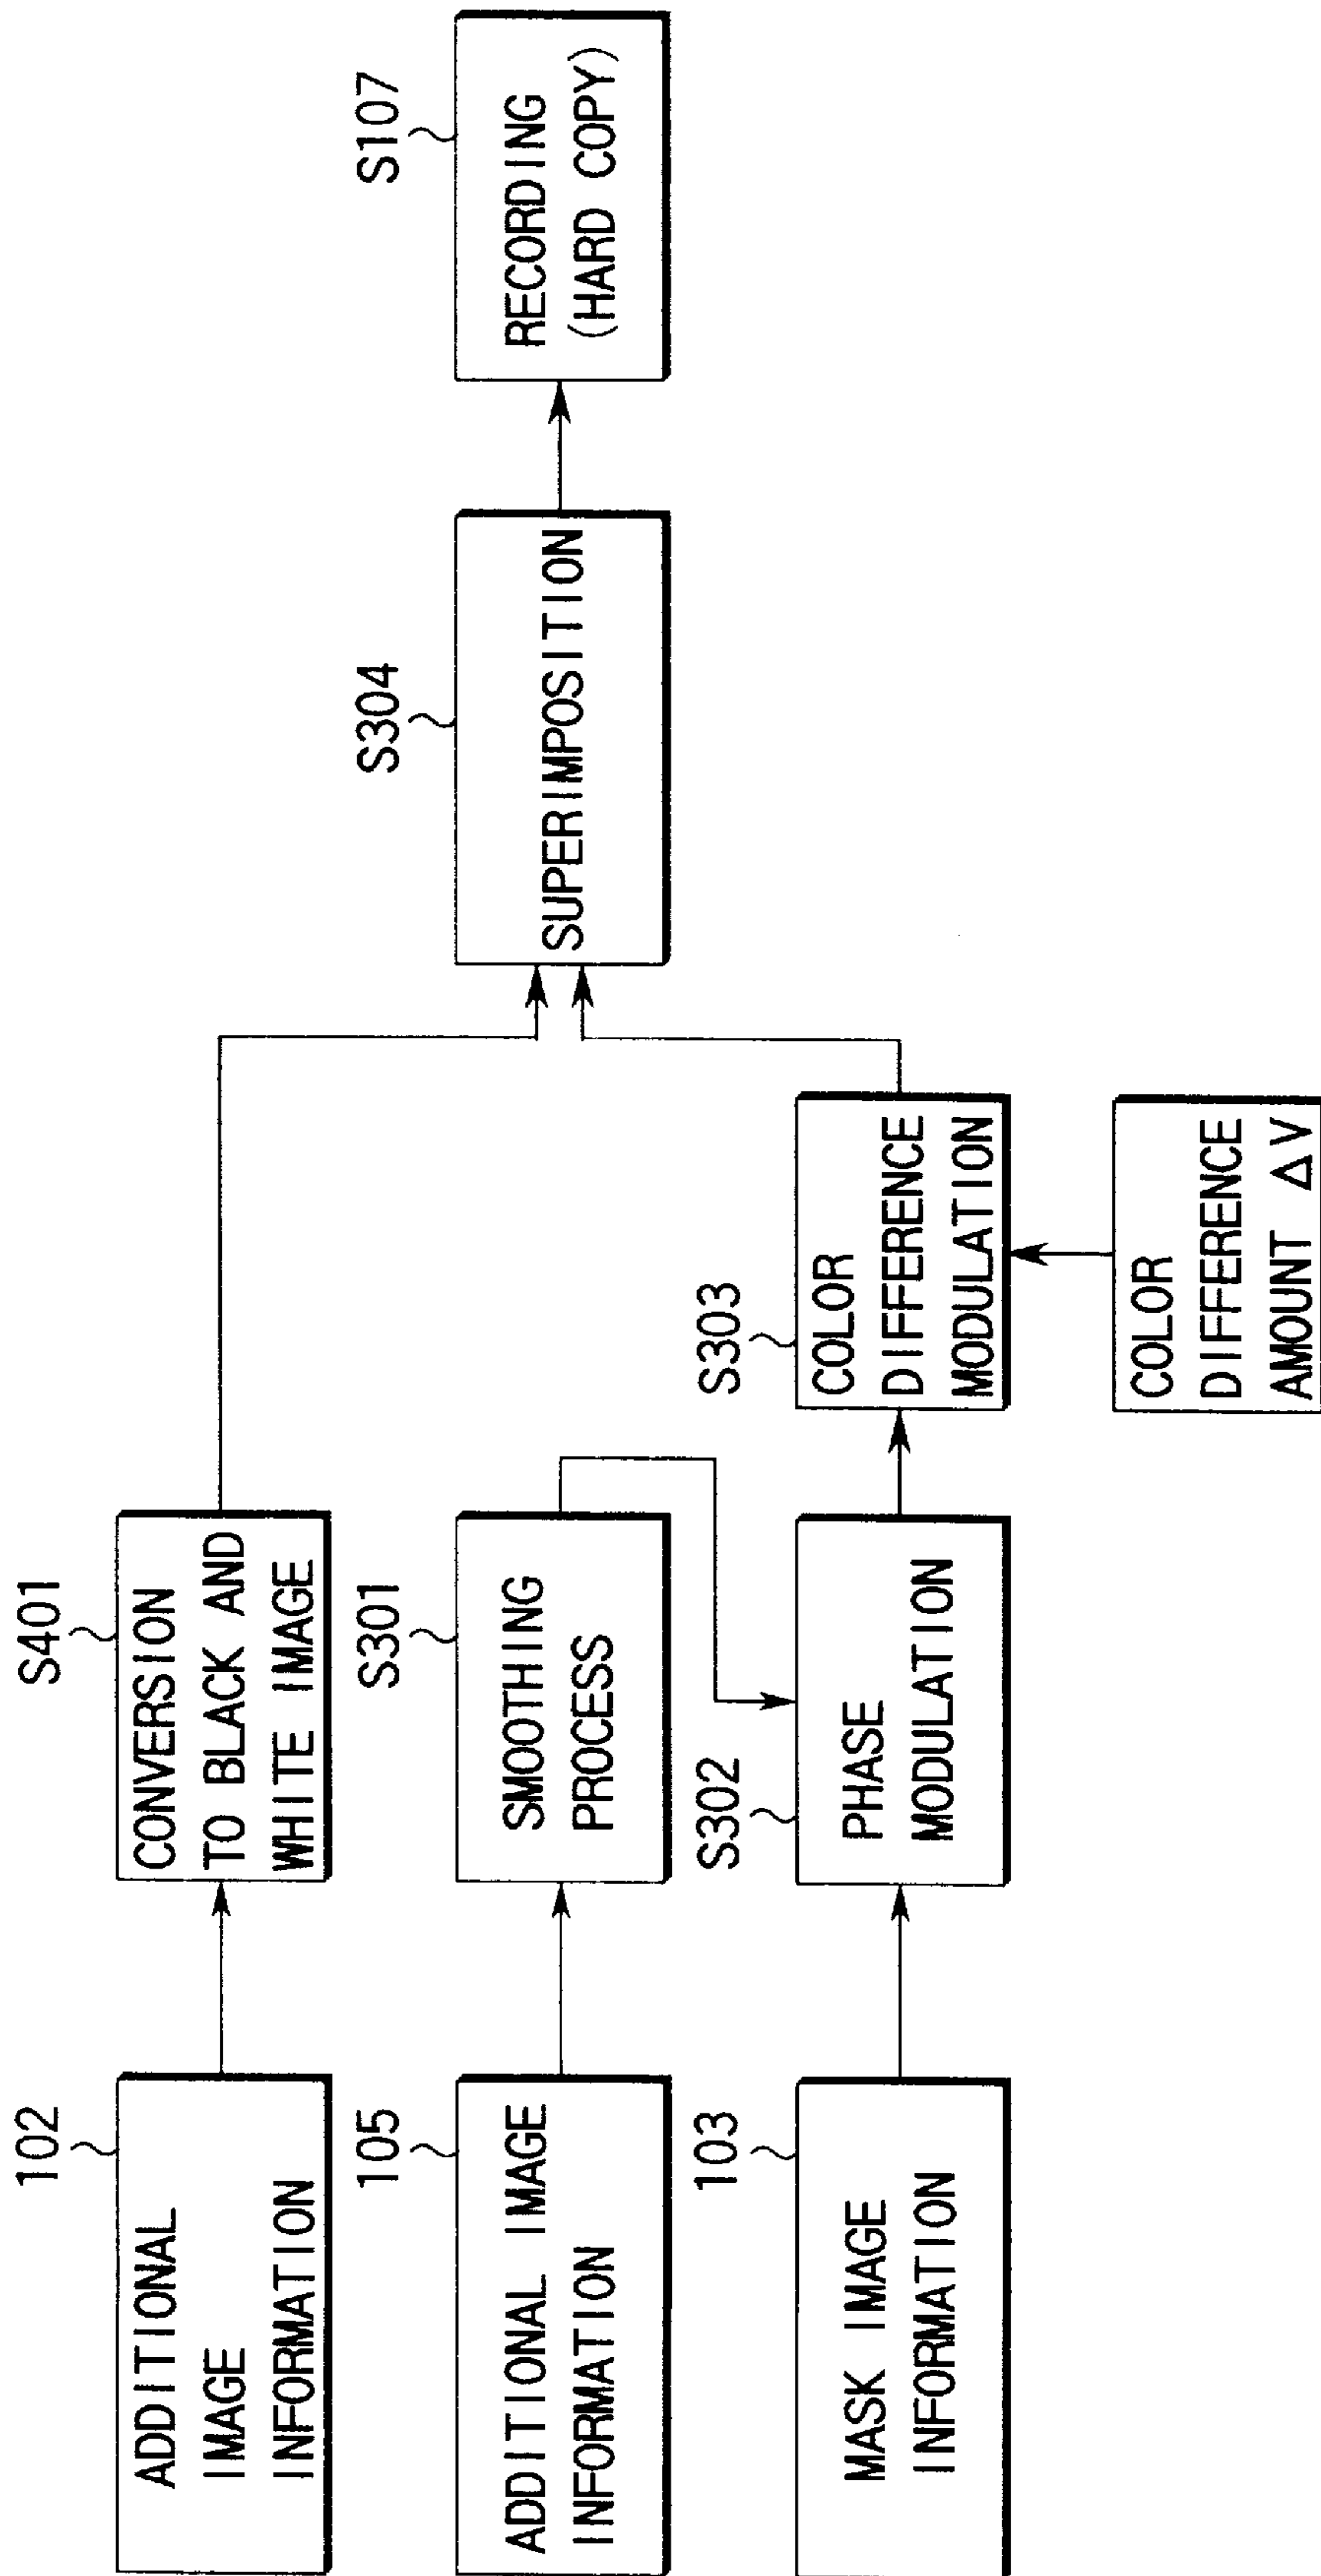 102
ADDITIONAL
IMAGE
INFORMATION
S401
CONVERSION
TO BLACK AND
WHITE IMAGE
105
ADDITIONAL IMAGE
INFORMATION
S301
SMOOTHING
PROCESS
S304
SUPERIMPOSITION
S107
RECORDING
(HARD COPY)
103
MASK IMAGE
INFORMATION
S302
PHASE
MODULATION
S303
COLOR
DIFFERENCE
MODULATION
COLOR
DIFFERENCE
AMOUNT ΔV